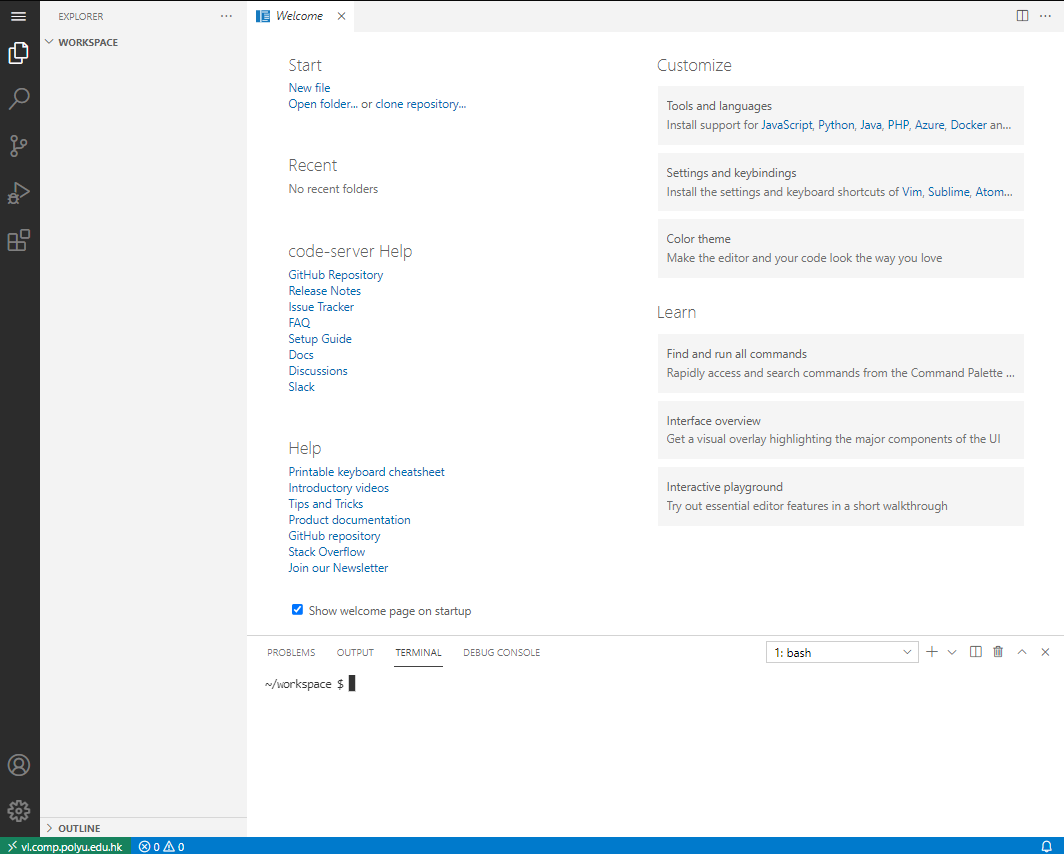 EXPLORER
WORKSPACE
OUTLINE
Welcome
Start
New file
Open folder... or clone repository...
Recent
No recent folders
code-server Help
GitHub Repository
Release Notes
Issue Tracker
FAQ
Setup Guide
Docs
Discussions
Slack
Help
Printable keyboard cheatsheet
Introductory videos
Tips and Tricks
Product documentation
GitHub repository
Stack Overflow
Join our Newsletter
Show welcome page on startup
Customize
Tools and languages
Install support for JavaScript, Python, Java, PHP, Azure, Docker an...
Settings and keybindings
Install the settings and keyboard shortcuts of Vim, Sublime, Atom...
Color theme
Make the editor and your code look the way you love
Learn
Find and run all commands
Rapidly access and search commands from the Command Palette ...
Interface overview
Get a visual overlay highlighting the major components of the UI
Interactive playground
Try out essential editor features in a short walkthrough
PROBLEMS OUTPUT TERMINAL DEBUG CONSOLE 1: bash
~/workspace $
vl.comp.polyu.edu.hk 0 0